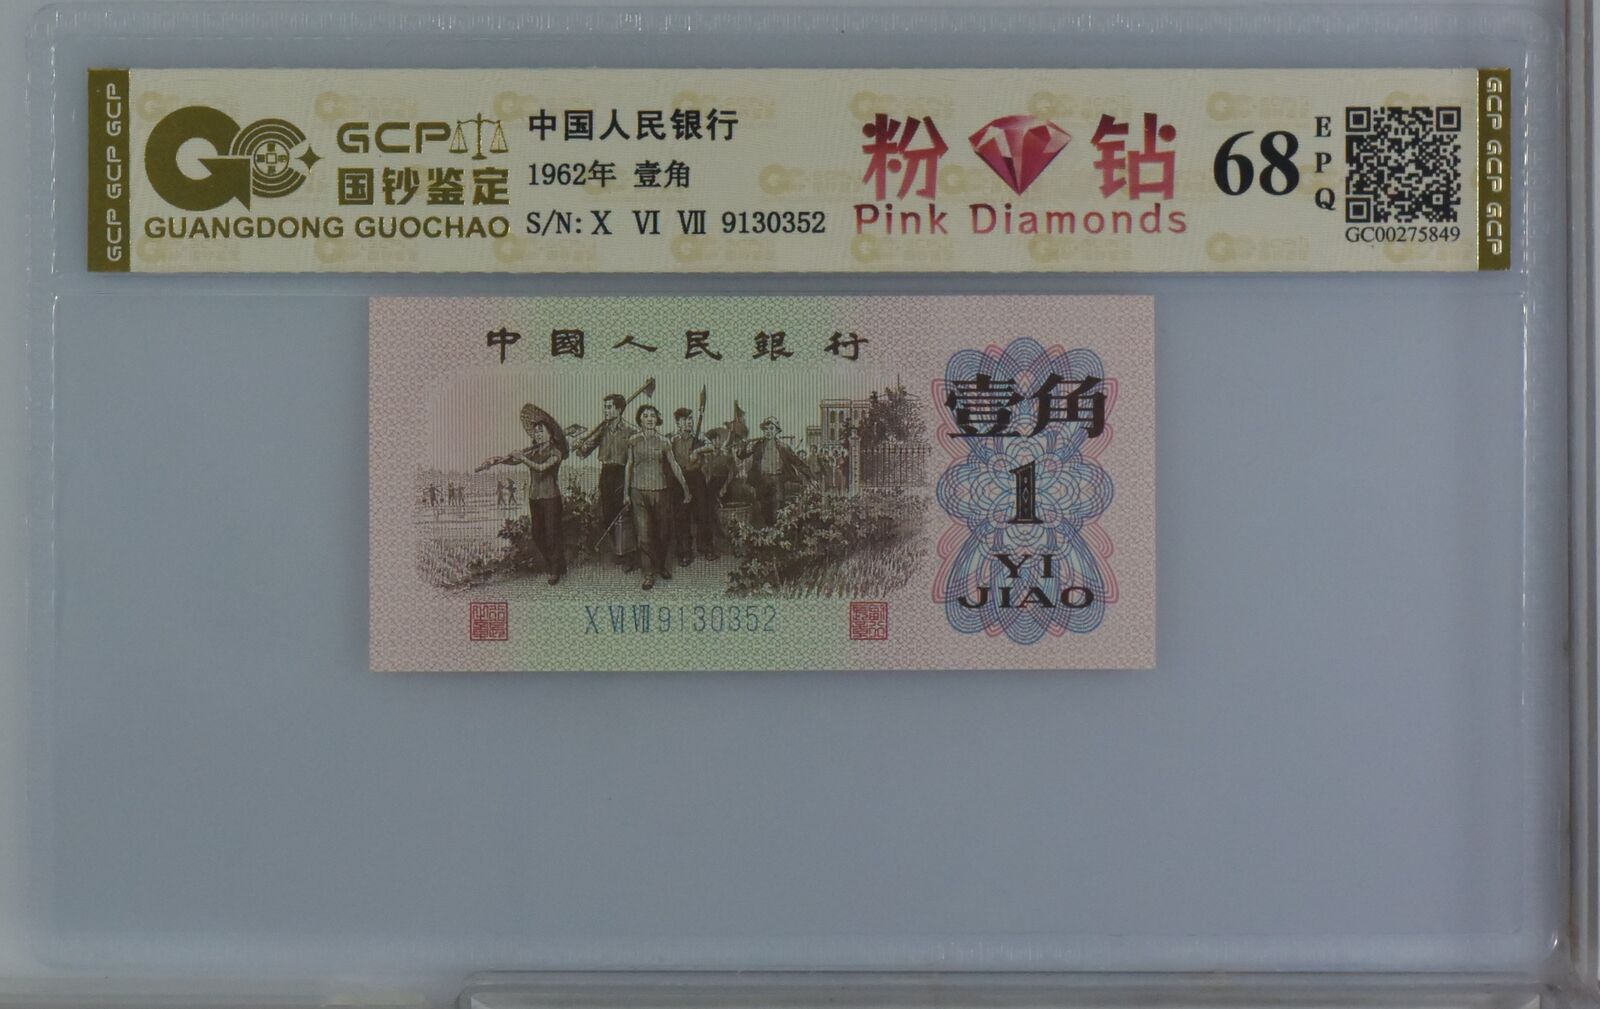 GCP GCP GCP
GCP
国钞鉴定
GUANGDONG GUOCHAO
中国人民银行
1962年 壹角
S/N: X VI VII 9130352
粉 钻
Pink Diamonds
68
EPQ
GC00275849
GCP GCP GCP
中國人民銀行
壹角
1
YI
JIAO
X VI VII 9130352